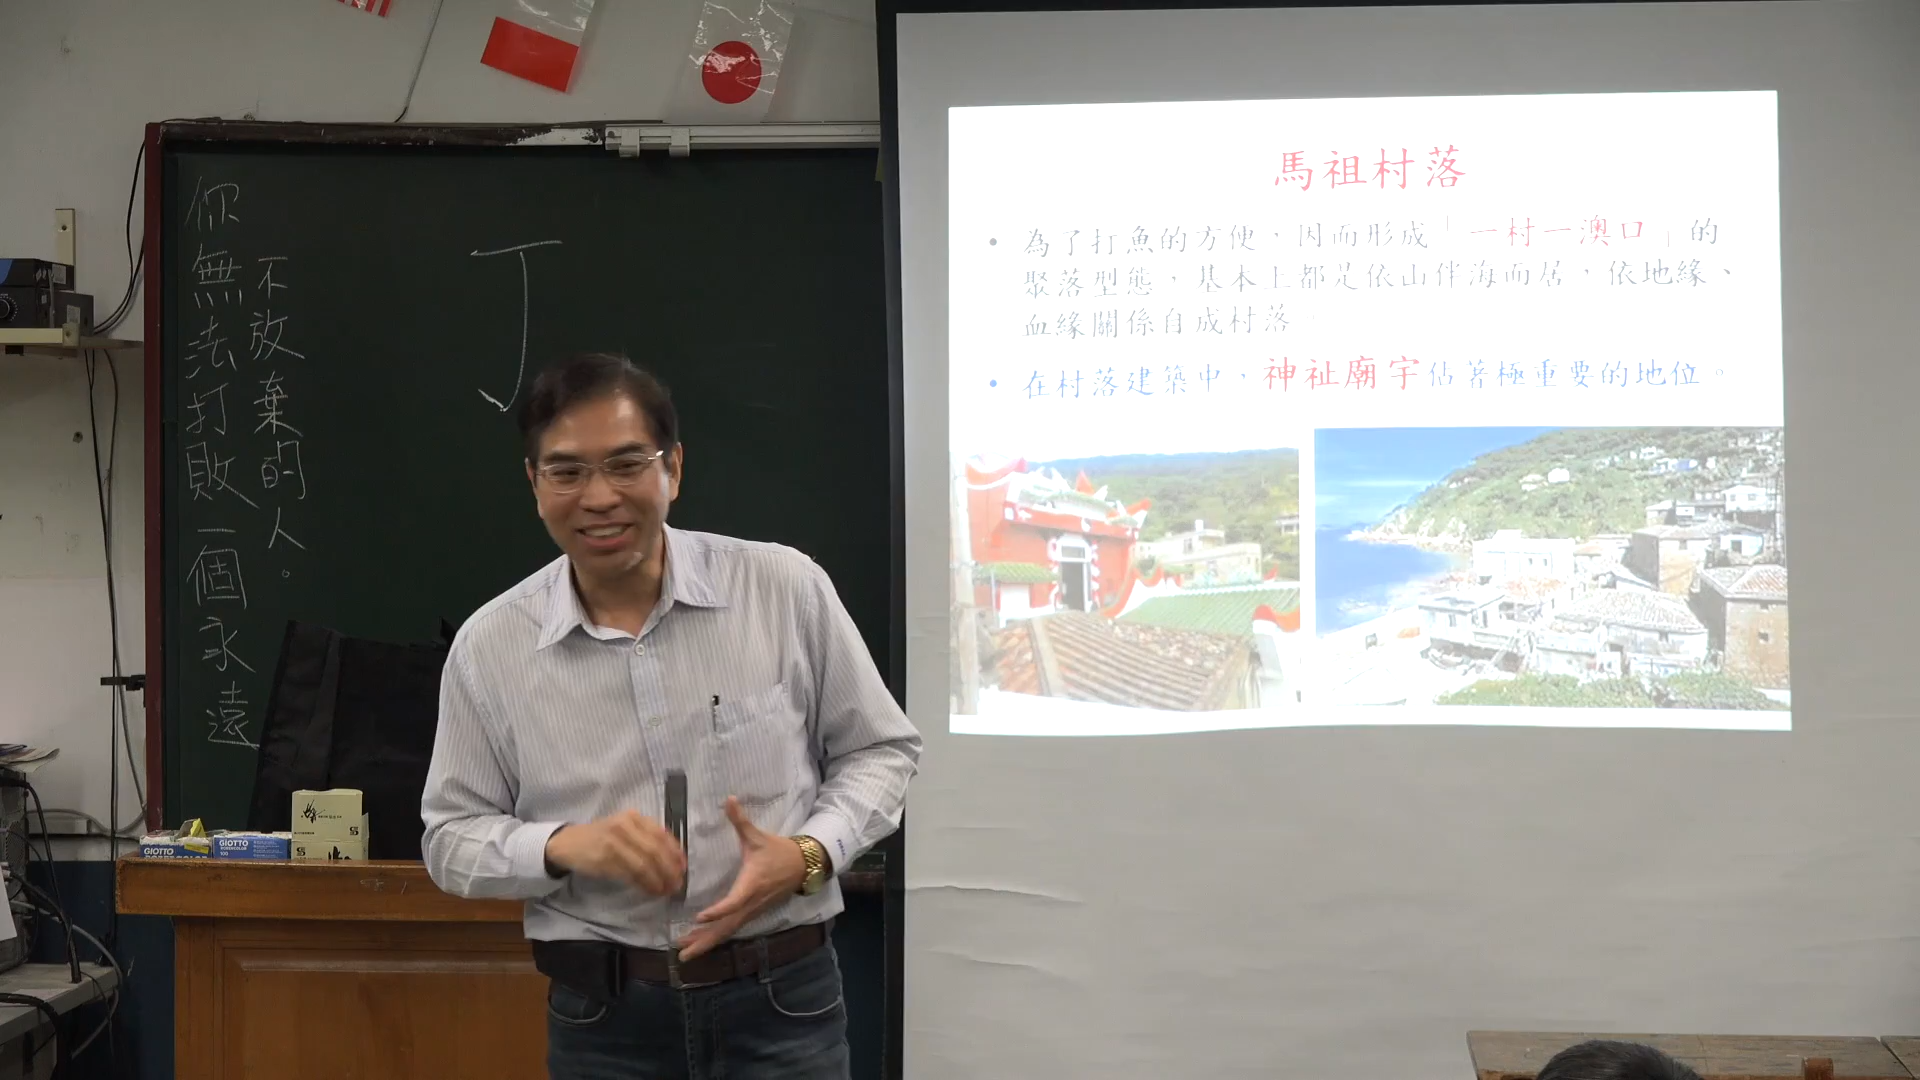 馬祖村落
• 為了打魚的方便，因而形成「一村一澳口」的
聚落型態，基本上都是依山伴海而居，依地緣、
血緣關係自成村落。
• 在村落建築中，神祉廟宇佔著極重要的地位。
丁
你無法打敗一個永遠
不放棄的人。
GIOTTO
GIOTTO
100